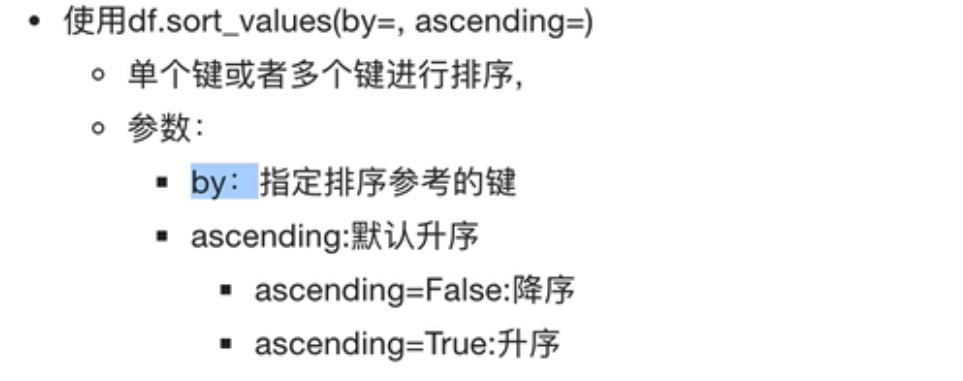 使用df.sort_values(by=, ascending=)
单个键或者多个键进行排序,
参数：
by：指定排序参考的键
ascending:默认升序
ascending=False:降序
ascending=True:升序